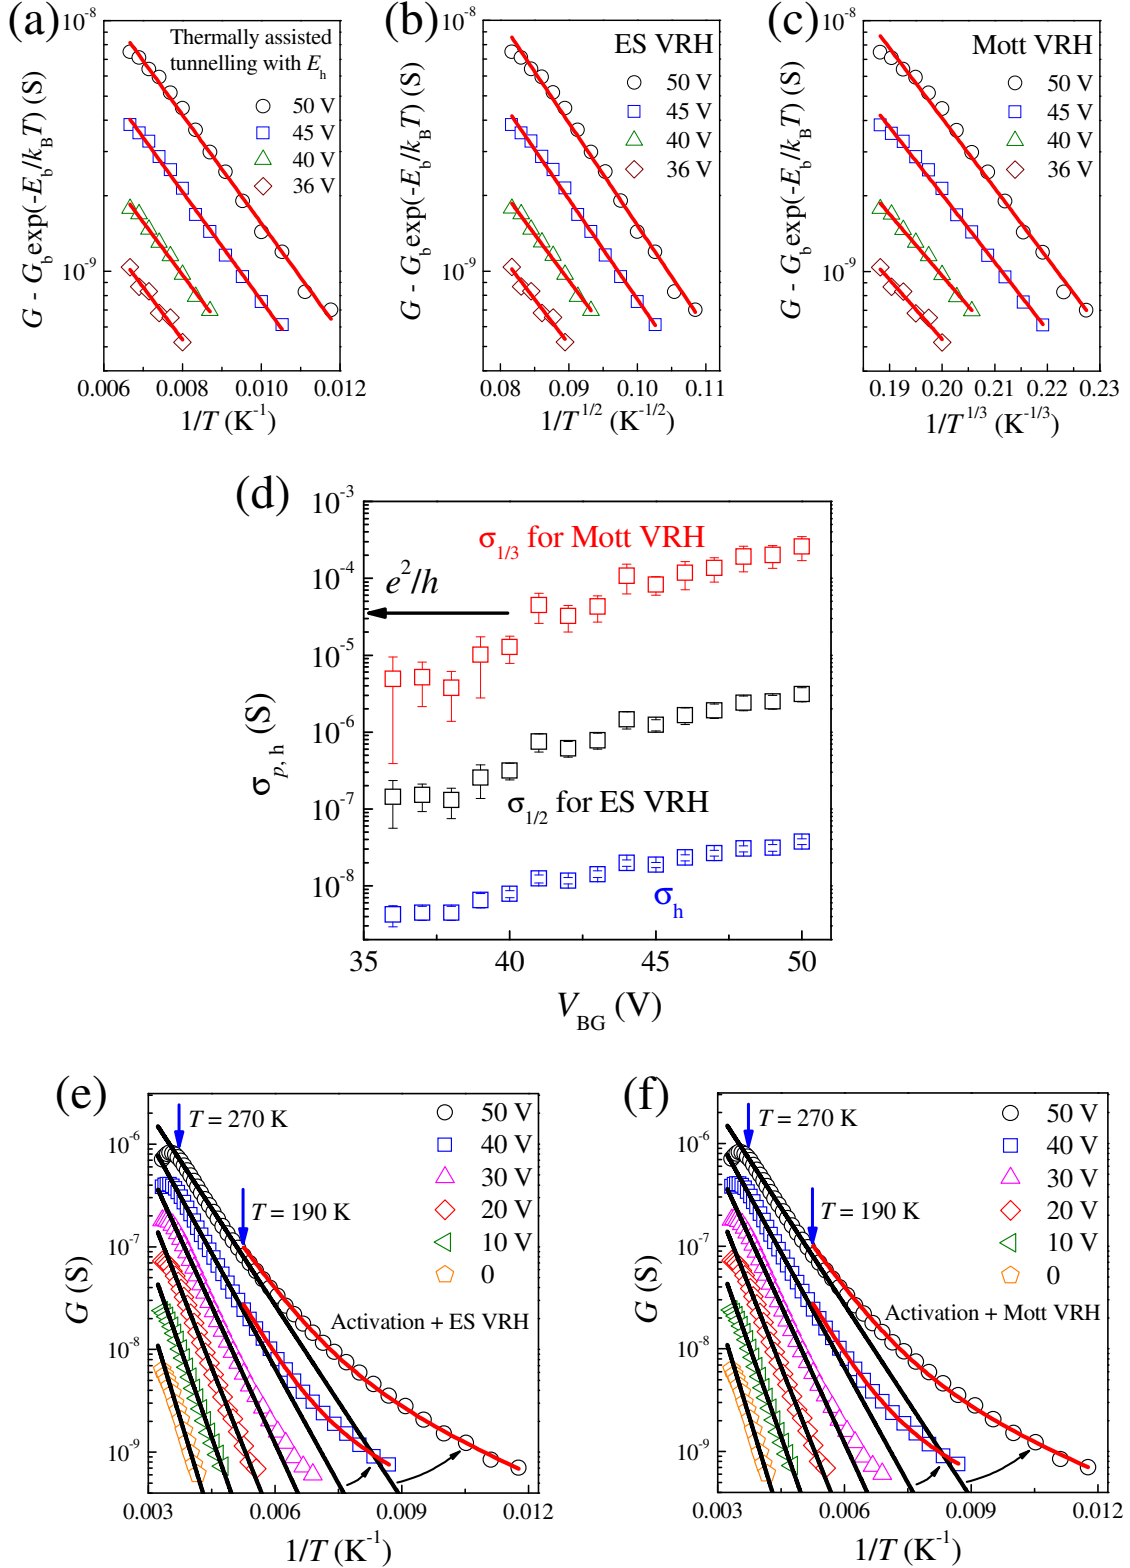 (a)
10⁻⁸
10⁻⁹
G - G_b exp(-E_b/k_BT) (S)
Thermally assisted
tunnelling with E_h
50 V
45 V
40 V
36 V
0.006 0.008 0.010 0.012
1/T (K⁻¹)
(b)
10⁻⁸
10⁻⁹
G - G_b exp(-E_b/k_BT) (S)
ES VRH
50 V
45 V
40 V
36 V
0.08 0.09 0.10 0.11
1/T^1/2 (K^-1/2)
(c)
10⁻⁸
10⁻⁹
G - G_b exp(-E_b/k_BT) (S)
Mott VRH
50 V
45 V
40 V
36 V
0.19 0.20 0.21 0.22 0.23
1/T^1/3 (K^-1/3)
(d)
10⁻³
10⁻⁴
10⁻⁵
10⁻⁶
10⁻⁷
10⁻⁸
σ_p, h (S)
σ_1/3 for Mott VRH
e²/h
σ_1/2 for ES VRH
σ_h
35 40 45 50
V_BG (V)
(e)
10⁻⁶
10⁻⁷
10⁻⁸
10⁻⁹
G (S)
T = 270 K
T = 190 K
50 V
40 V
30 V
20 V
10 V
0
Activation + ES VRH
0.003 0.006 0.009 0.012
1/T (K⁻¹)
(f)
10⁻⁶
10⁻⁷
10⁻⁸
10⁻⁹
G (S)
T = 270 K
T = 190 K
50 V
40 V
30 V
20 V
10 V
0
Activation + Mott VRH
0.003 0.006 0.009 0.012
1/T (K⁻¹)